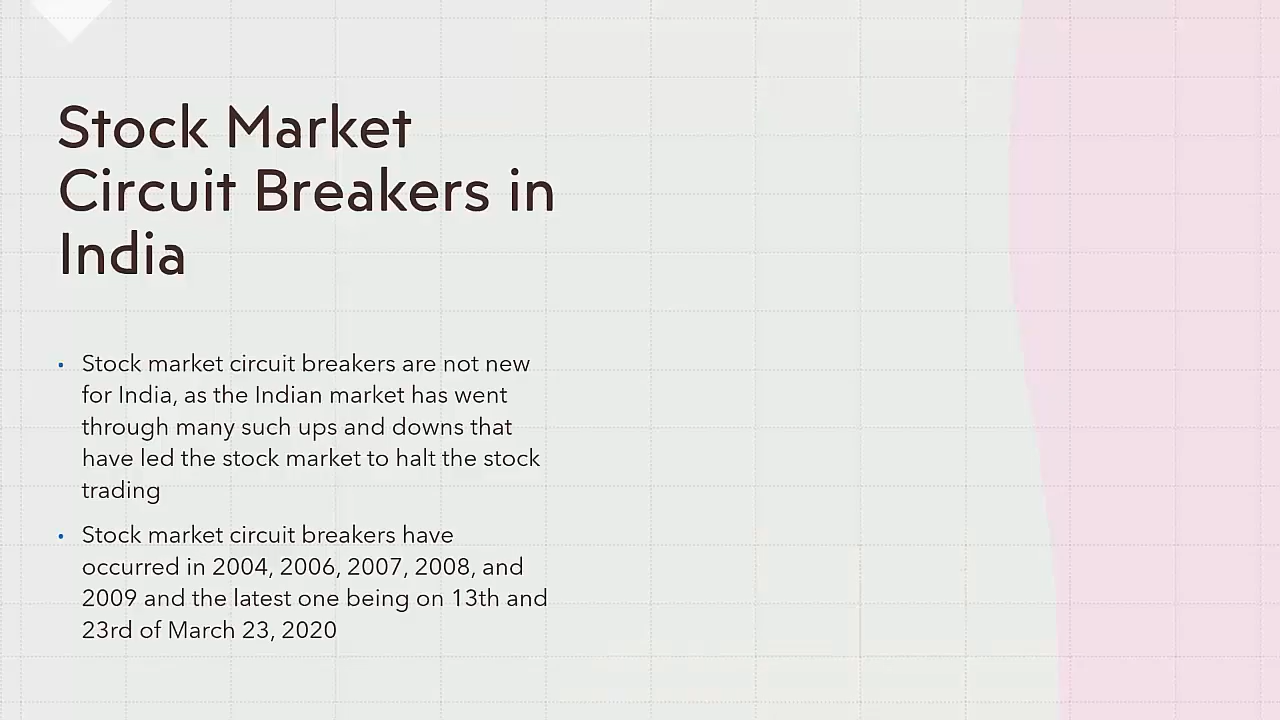 Stock Market
Circuit Breakers in
India
• Stock market circuit breakers are not new
for India, as the Indian market has went
through many such ups and downs that
have led the stock market to halt the stock
trading
• Stock market circuit breakers have
occurred in 2004, 2006, 2007, 2008, and
2009 and the latest one being on 13th and
23rd of March 23, 2020